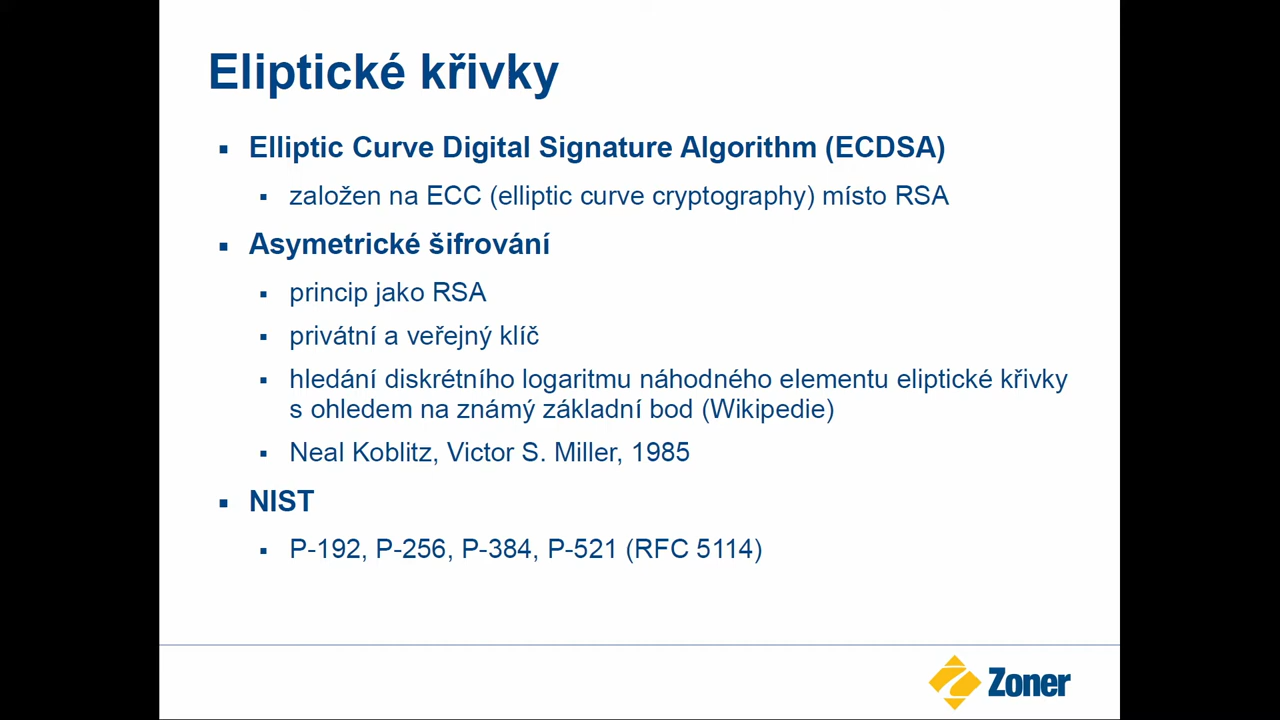 Eliptické křivky
Elliptic Curve Digital Signature Algorithm (ECDSA)
založen na ECC (elliptic curve cryptography) místo RSA
Asymetrické šifrování
princip jako RSA
privátní a veřejný klíč
hledání diskrétního logaritmu náhodného elementu eliptické křivky
s ohledem na známý základní bod (Wikipedie)
Neal Koblitz, Victor S. Miller, 1985
NIST
P-192, P-256, P-384, P-521 (RFC 5114)
Zoner